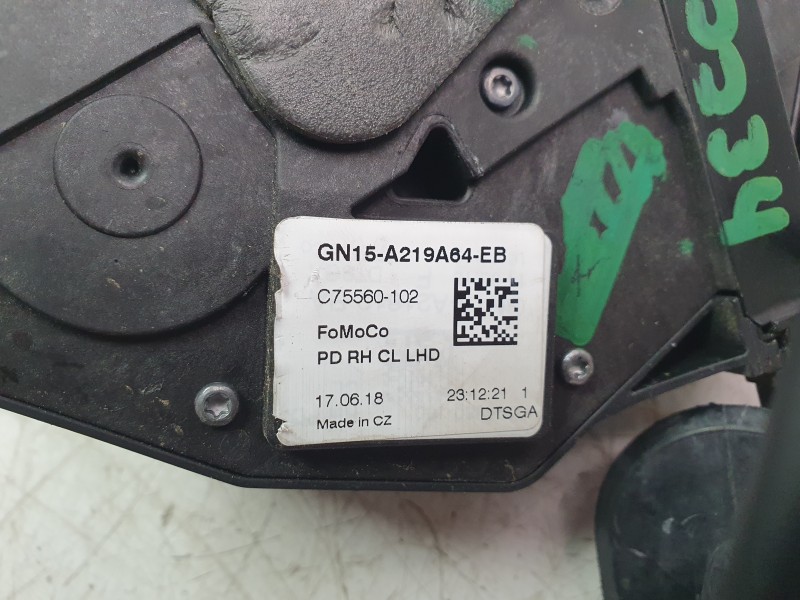 GN15-A219A64-EB
C75560-102
FoMoCo
PD RH CL LHD
17.06.18 23:12:21 1
Made in CZ DTSGA